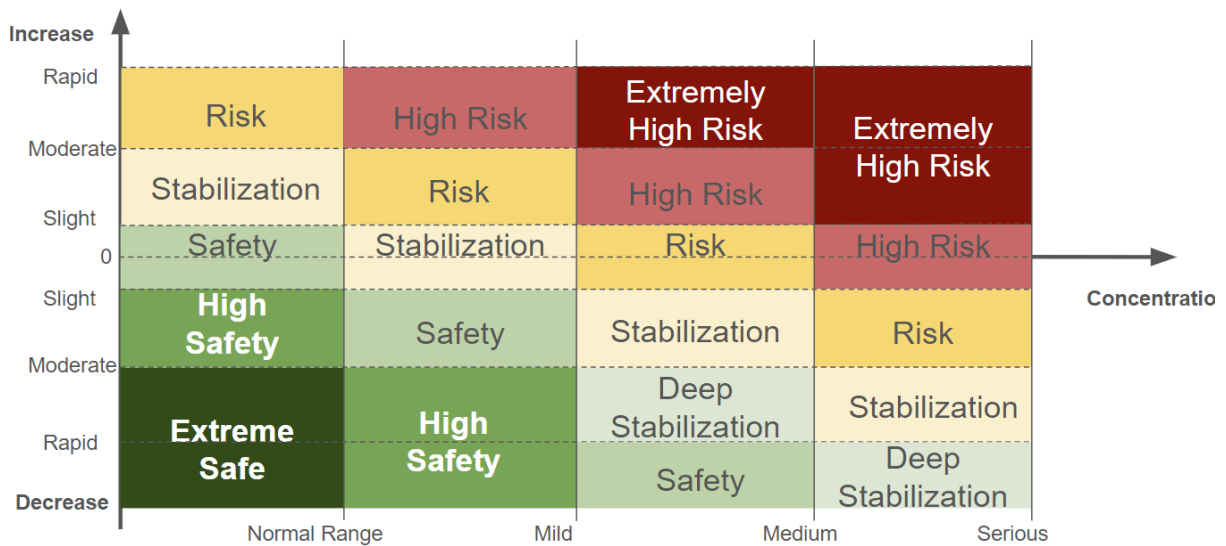 Increase
Rapid
Risk
High Risk
Extremely
High Risk
Extremely
High Risk
Moderate
Stabilization
Risk
High Risk
Slight
Safety
Stabilization
Risk
High Risk
0
Slight
High
Safety
Safety
Stabilization
Risk
Concentratio
Moderate
Extreme
Safe
High
Safety
Deep
Stabilization
Stabilization
Rapid
Safety
Deep
Stabilization
Decrease
Normal Range
Mild
Medium
Serious